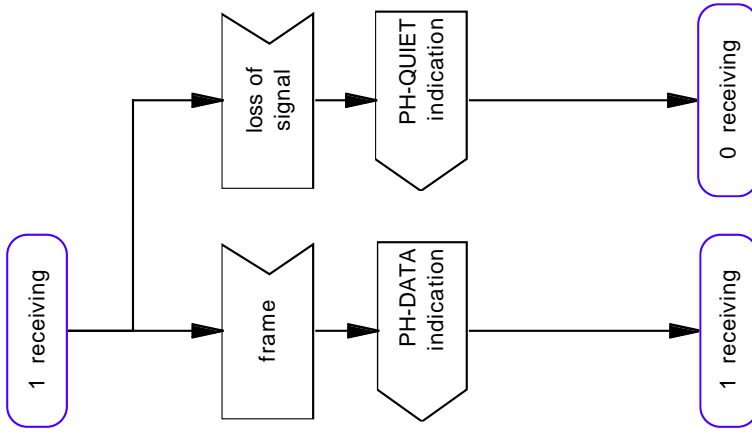 1 receiving
frame
loss of
signal
PH-DATA
indication
PH-QUIET
indication
1 receiving
0 receiving